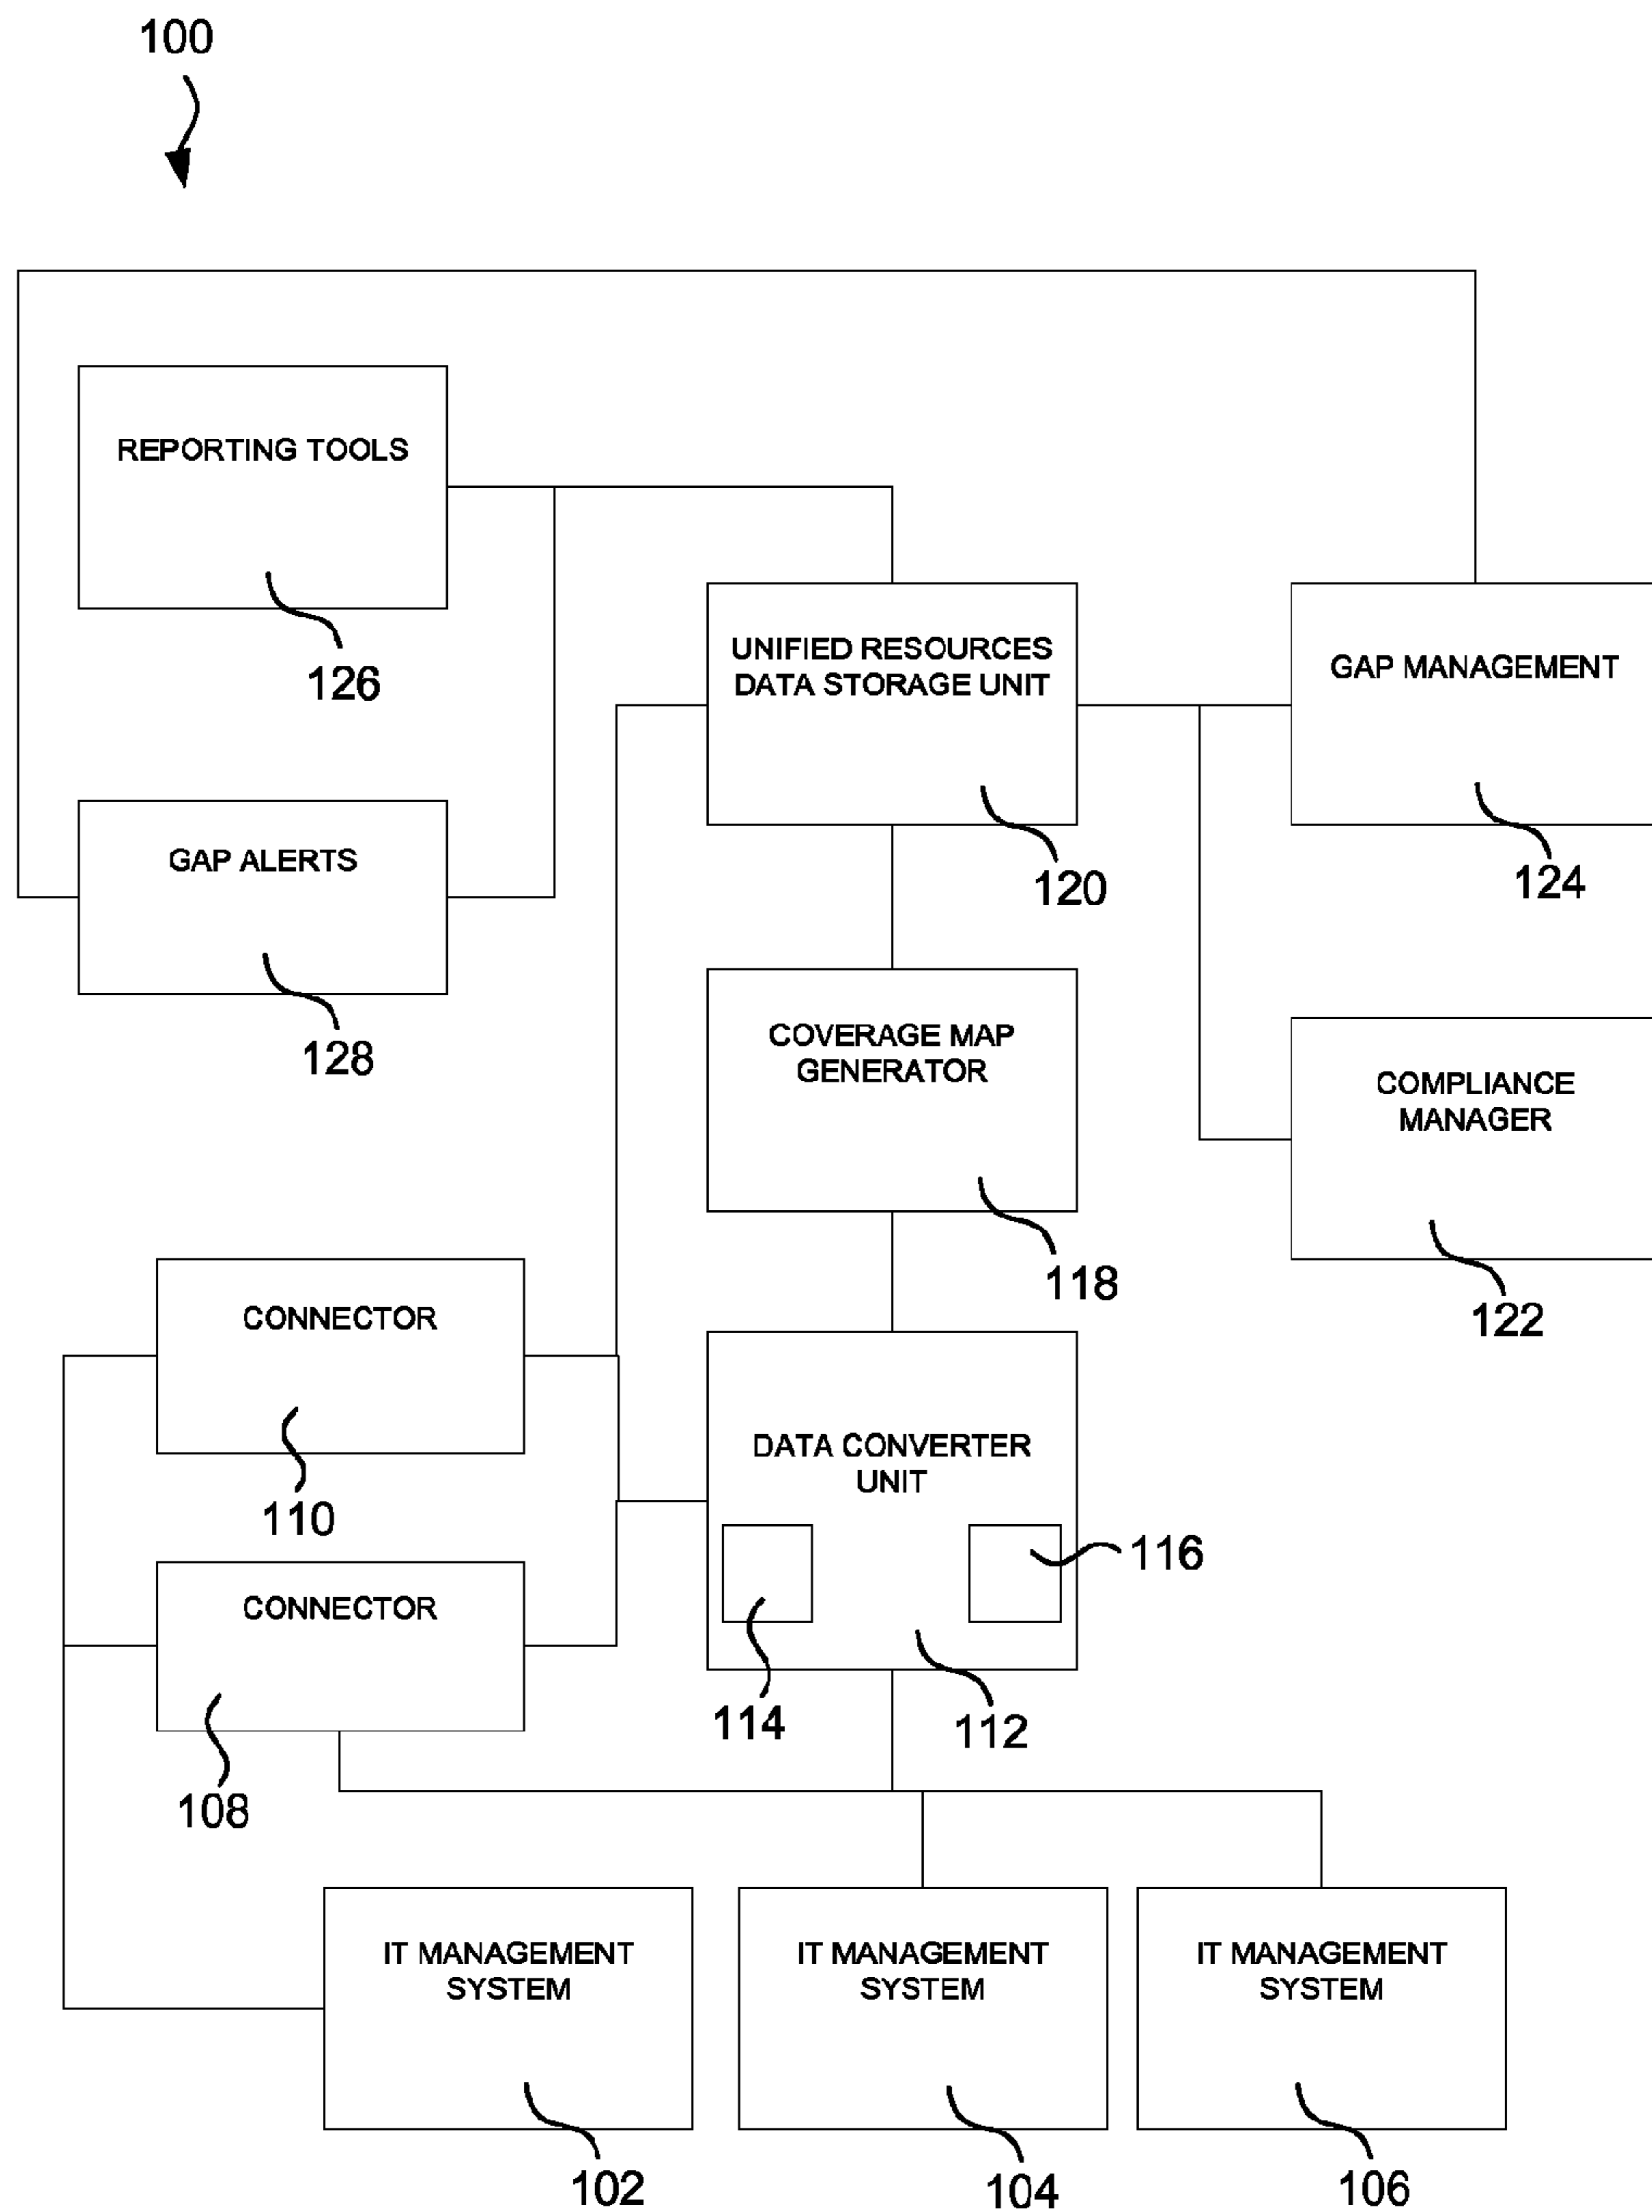 100
REPORTING TOOLS
126
UNIFIED RESOURCES
DATA STORAGE UNIT
120
GAP MANAGEMENT
124
GAP ALERTS
128
COVERAGE MAP
GENERATOR
118
COMPLIANCE
MANAGER
122
CONNECTOR
110
DATA CONVERTER
UNIT
116
114
112
CONNECTOR
108
IT MANAGEMENT
SYSTEM
102
IT MANAGEMENT
SYSTEM
104
IT MANAGEMENT
SYSTEM
106